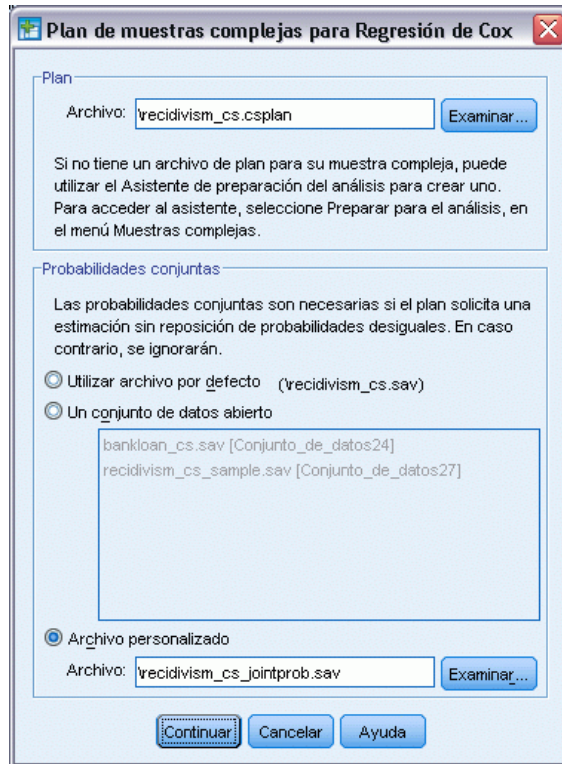 Plan de muestras complejas para Regresión de Cox
Plan
Archivo: \recidivism_cs.csplan Examinar...
Si no tiene un archivo de plan para su muestra compleja, puede
utilizar el Asistente de preparación del análisis para crear uno.
Para acceder al asistente, seleccione Preparar para el análisis, en
el menú Muestras complejas.
Probabilidades conjuntas
Las probabilidades conjuntas son necesarias si el plan solicita una
estimación sin reposición de probabilidades desiguales. En caso
contrario, se ignorarán.
Utilizar archivo por defecto (\recidivism_cs.sav)
Un conjunto de datos abierto
bankloan_cs.sav [Conjunto_de_datos24]
recidivism_cs_sample.sav [Conjunto_de_datos27]
Archivo personalizado
Archivo: \recidivism_cs_jointprob.sav Examinar...
Continuar Cancelar Ayuda